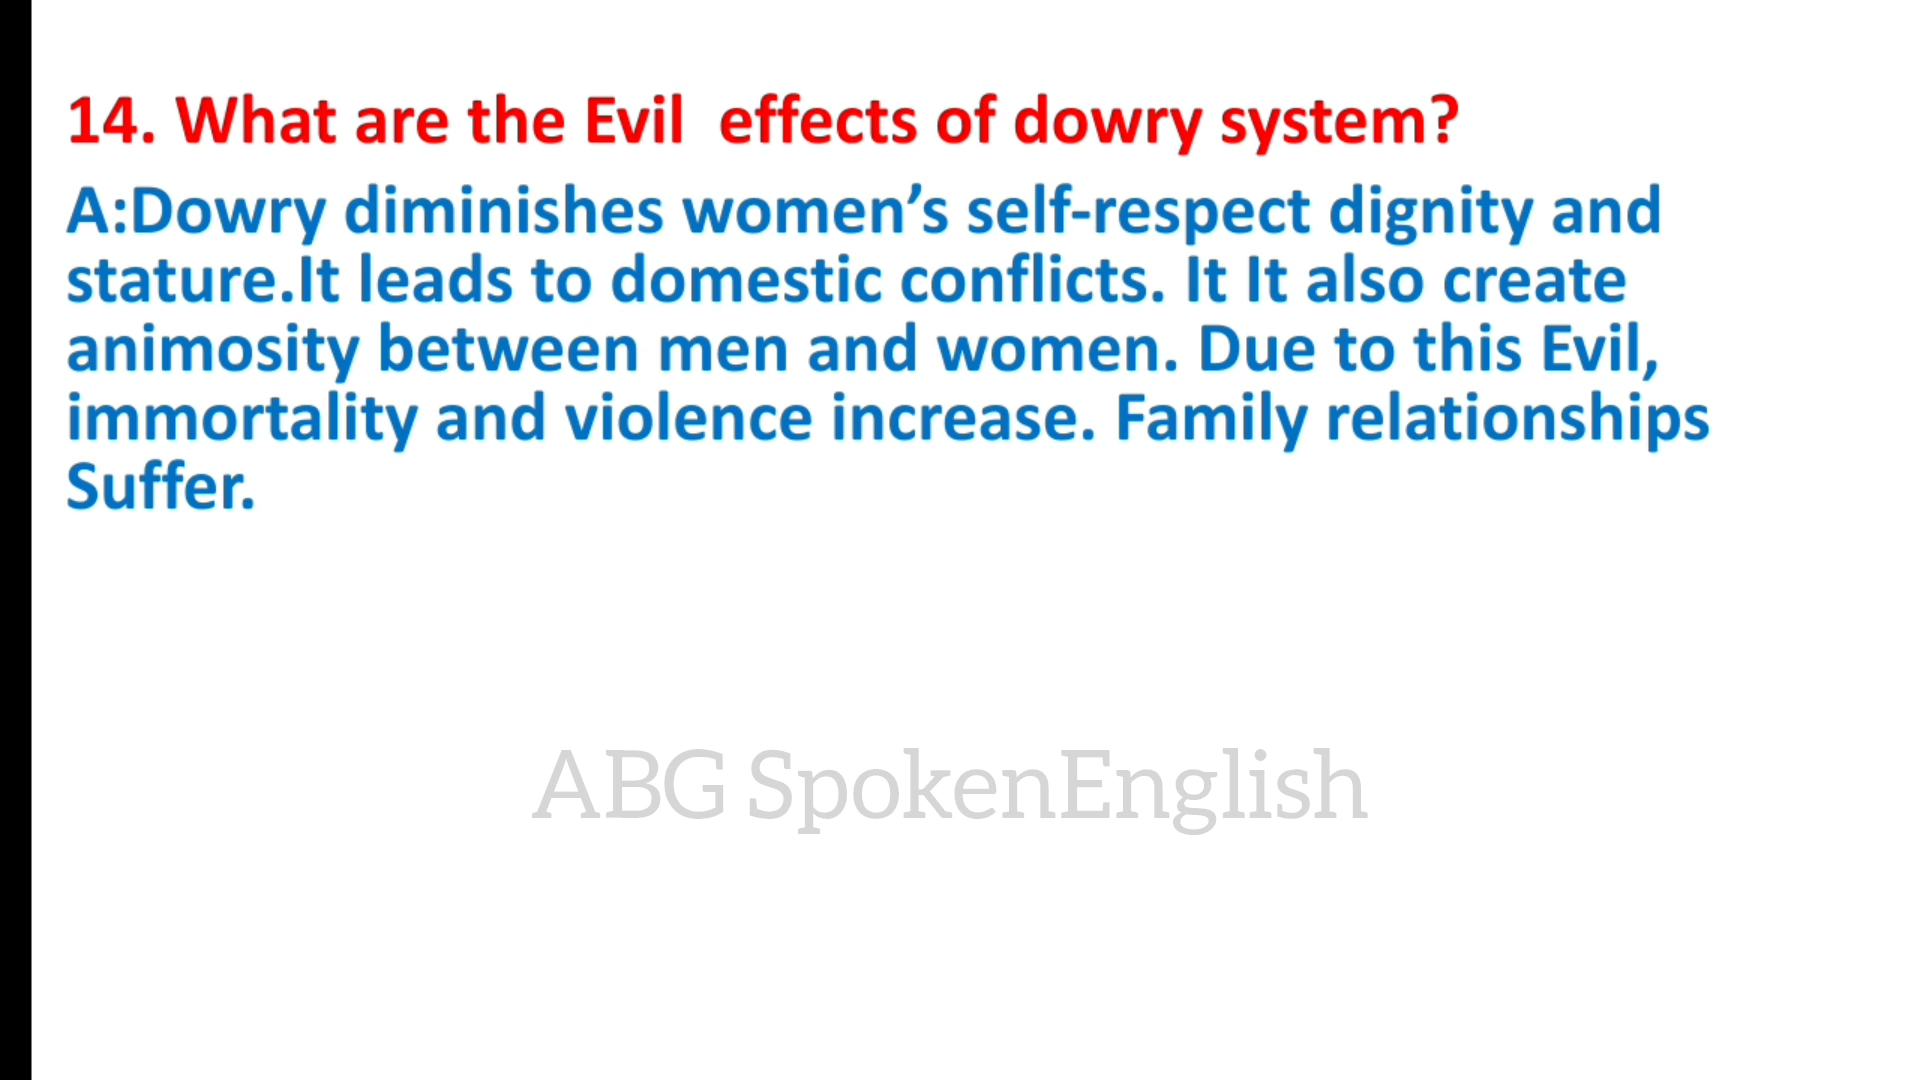 14. What are the Evil  effects of dowry system?
A:Dowry diminishes women’s self-respect dignity and
stature.It leads to domestic conflicts. It It also create
animosity between men and women. Due to this Evil,
immortality and violence increase. Family relationships
Suffer.
ABG SpokenEnglish